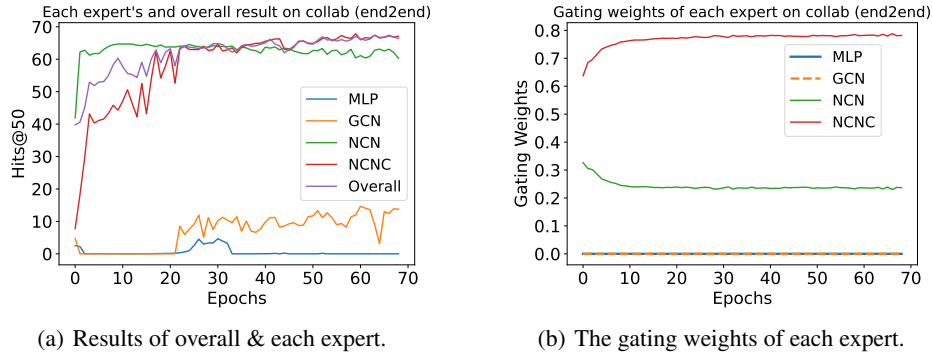 Each expert's and overall result on collab (end2end)
70
60
50
40
30
20
10
0
Hits@50
MLP
GCN
NCN
NCNC
Overall
0 10 20 30 40 50 60 70
Epochs
(a) Results of overall & each expert.
Gating weights of each expert on collab (end2end)
0.8
0.7
0.6
0.5
0.4
0.3
0.2
0.1
0.0
Gating Weights
MLP
GCN
NCN
NCNC
0 10 20 30 40 50 60 70
Epochs
(b) The gating weights of each expert.